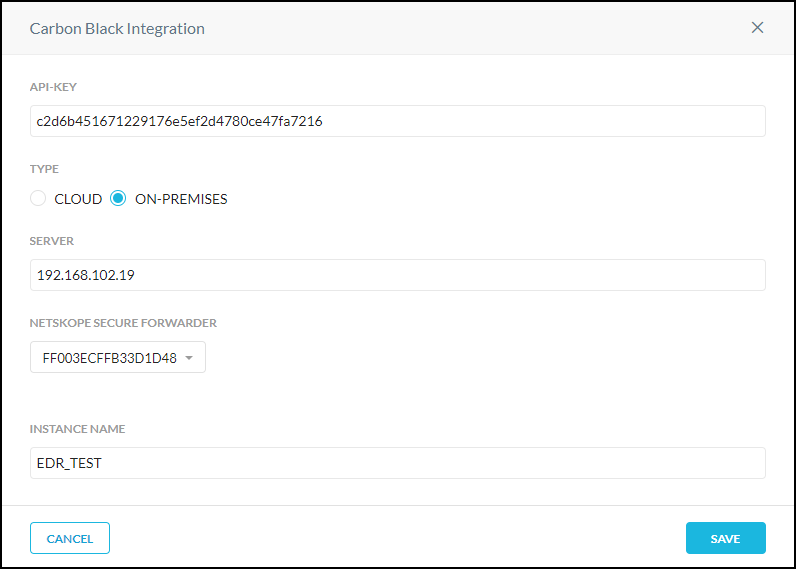 Carbon Black Integration
API-KEY
c2d6b451671229176e5ef2d4780ce47fa7216
TYPE
CLOUD ON-PREMISES
SERVER
192.168.102.19
NETSKOPE SECURE FORWARDER
FF003ECFFB33D1D48
INSTANCE NAME
EDR_TEST
CANCEL SAVE